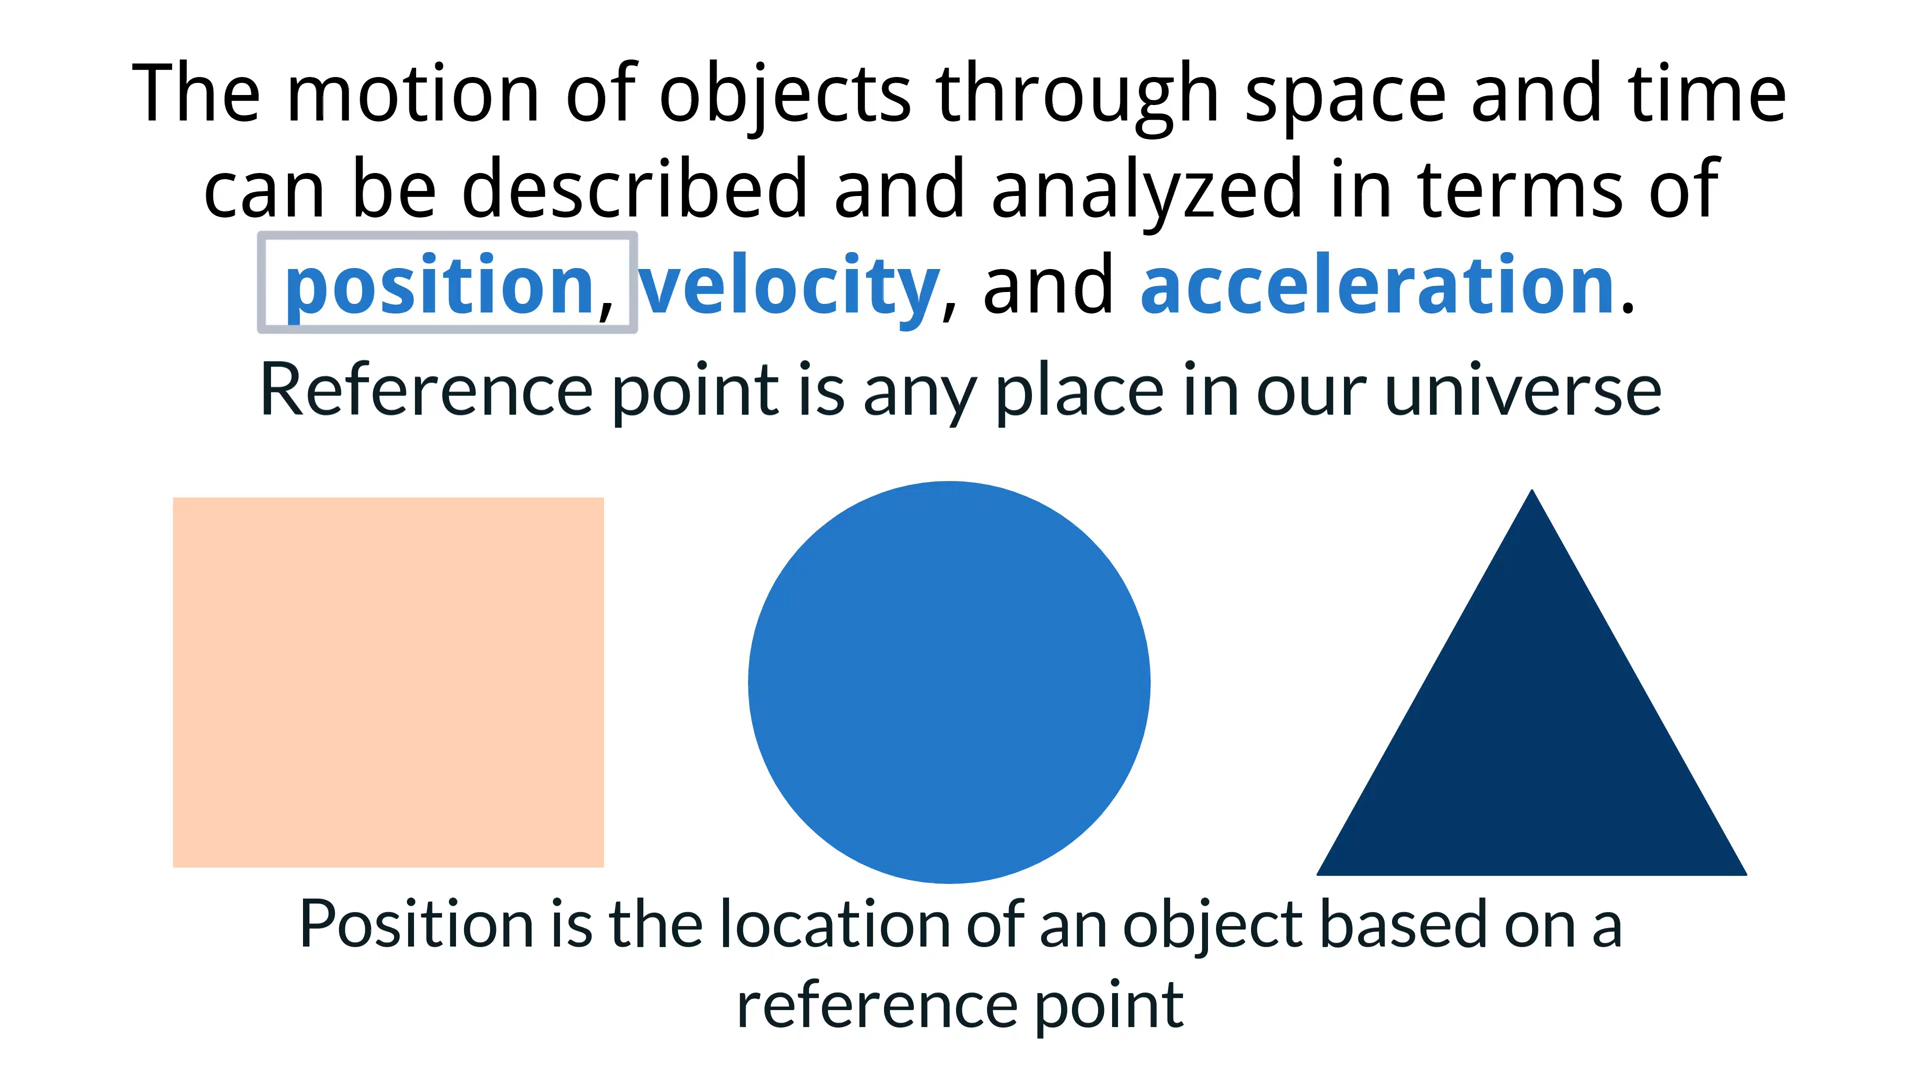 The motion of objects through space and time
can be described and analyzed in terms of
position, velocity, and acceleration.
Reference point is any place in our universe
Position is the location of an object based on a
reference point